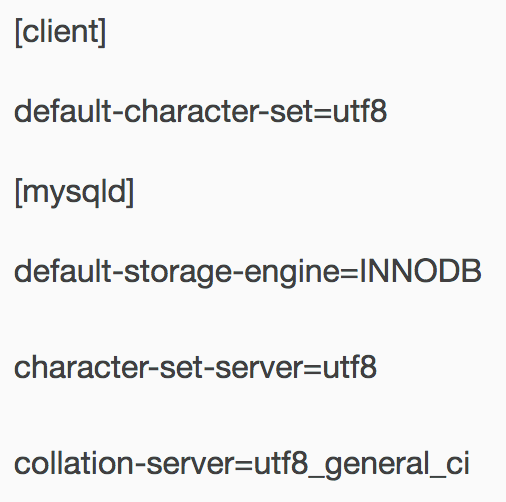 [client]
default-character-set=utf8
[mysqld]
default-storage-engine=INNODB
character-set-server=utf8
collation-server=utf8_general_ci